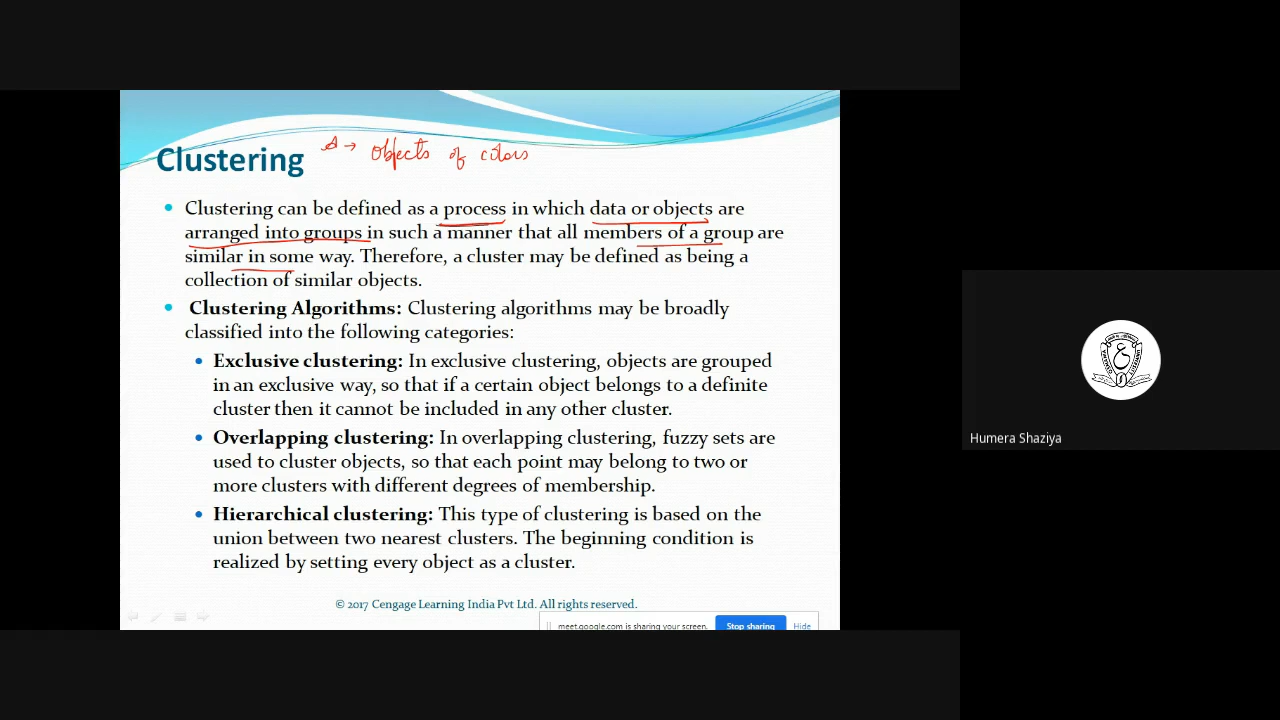 Clustering
→ Objects of colors
Clustering can be defined as a process in which data or objects are
arranged into groups in such a manner that all members of a group are
similar in some way. Therefore, a cluster may be defined as being a
collection of similar objects.
Clustering Algorithms: Clustering algorithms may be broadly
classified into the following categories:
Exclusive clustering: In exclusive clustering, objects are grouped
in an exclusive way, so that if a certain object belongs to a definite
cluster then it cannot be included in any other cluster.
Overlapping clustering: In overlapping clustering, fuzzy sets are
used to cluster objects, so that each point may belong to two or
more clusters with different degrees of membership.
Hierarchical clustering: This type of clustering is based on the
union between two nearest clusters. The beginning condition is
realized by setting every object as a cluster.
© 2017 Cengage Learning India Pvt Ltd. All rights reserved.
meet.google.com is sharing your screen. Stop sharing Hide
Humera Shaziya